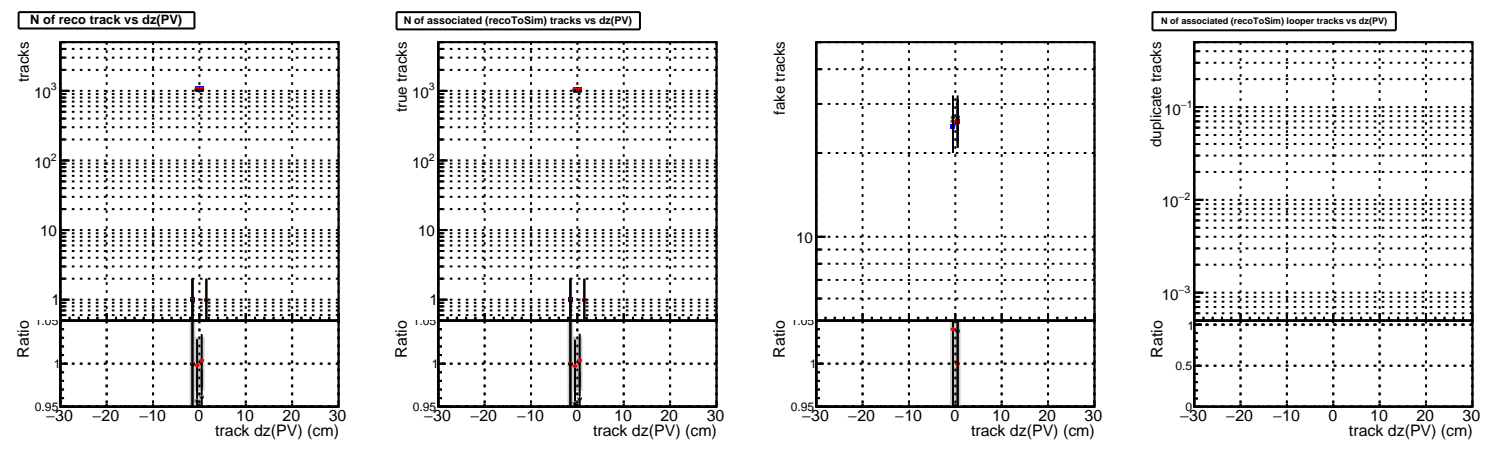 N of reco track vs dz(PV)
tracks
10³
10²
10
1
Ratio
1.05
1
0.95
−30 −20 −10 0 10 20 30
track dz(PV) (cm)
N of associated (recoToSim) tracks vs dz(PV)
true tracks
10³
10²
10
1
Ratio
1.05
1
0.95
−30 −20 −10 0 10 20 30
track dz(PV) (cm)
fake tracks
10
Ratio
1.05
1
0.95
−30 −20 −10 0 10 20 30
track dz(PV) (cm)
N of associated (recoToSim) looper tracks vs dz(PV)
duplicate tracks
10⁻¹
10⁻²
10⁻³
Ratio
1
0.5
0
−30 −20 −10 0 10 20 30
track dz(PV) (cm)